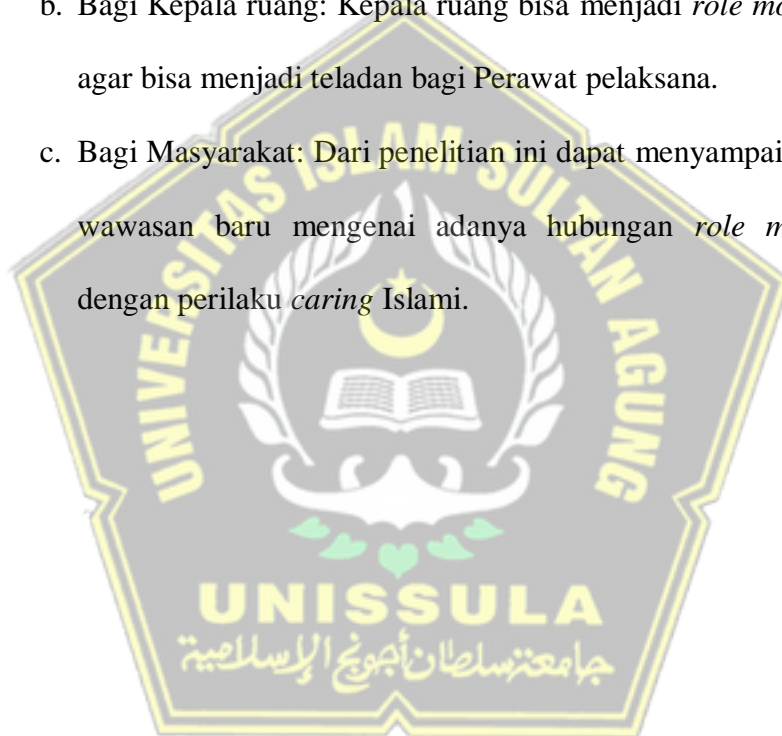 b. Bagi Kepala ruang: Kepala ruang bisa menjadi role
agar bisa menjadi teladan bagi Perawat pelaksana.
c. Bagi Masyarakat: Dari penelitian ini dapat
wawasan baru mengenai adanya hubungan role
dengan perilaku caring Islami.
UNIVERSITAS ISLAM SULTAN AGUNG
UNISSULA
جامعة سلطان أجونج الإسلامية